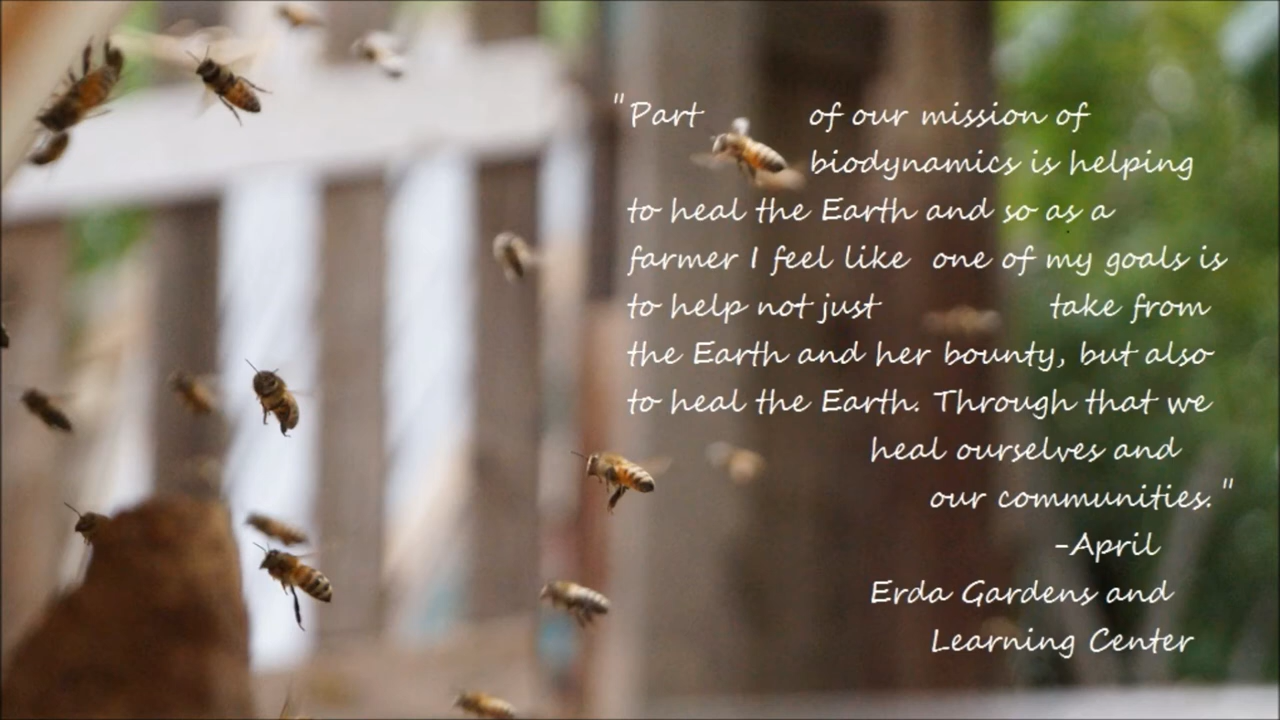 "Part of our mission of
biodynamics is helping
to heal the Earth and so as a
farmer I feel like one of my goals is
to help not just take from
the Earth and her bounty, but also
to heal the Earth. Through that we
heal ourselves and
our communities."
-April
Erda Gardens and
Learning Center